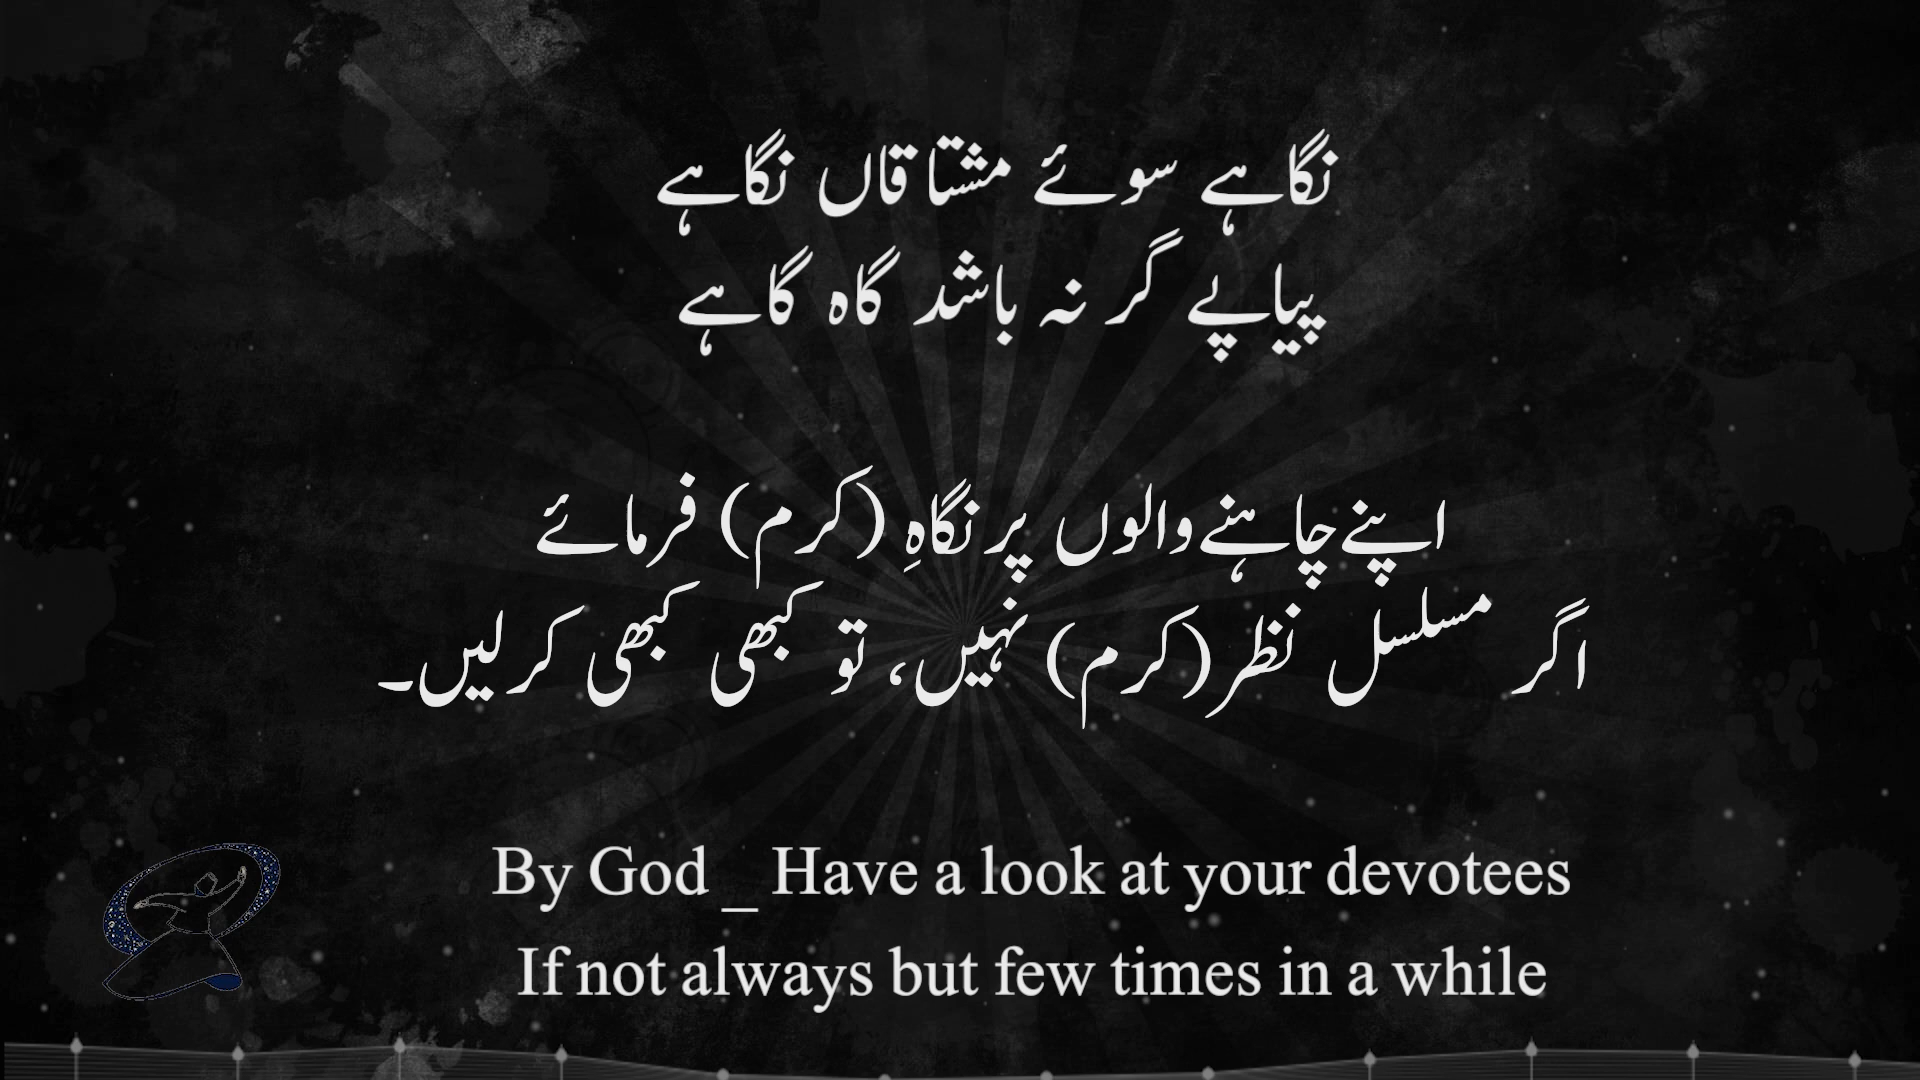 نگاہے سوئے مشتاقاں نگاہے
پیاپے گر نہ باشد گاہ گاہے
اپنے چاہنے والوں پر نگاہِ (کرم) فرمائے
اگر مسلسل نظر (کرم) نہیں، تو کبھی کبھی کر لیں۔
By God _ Have a look at your devotees
If not always but few times in a while